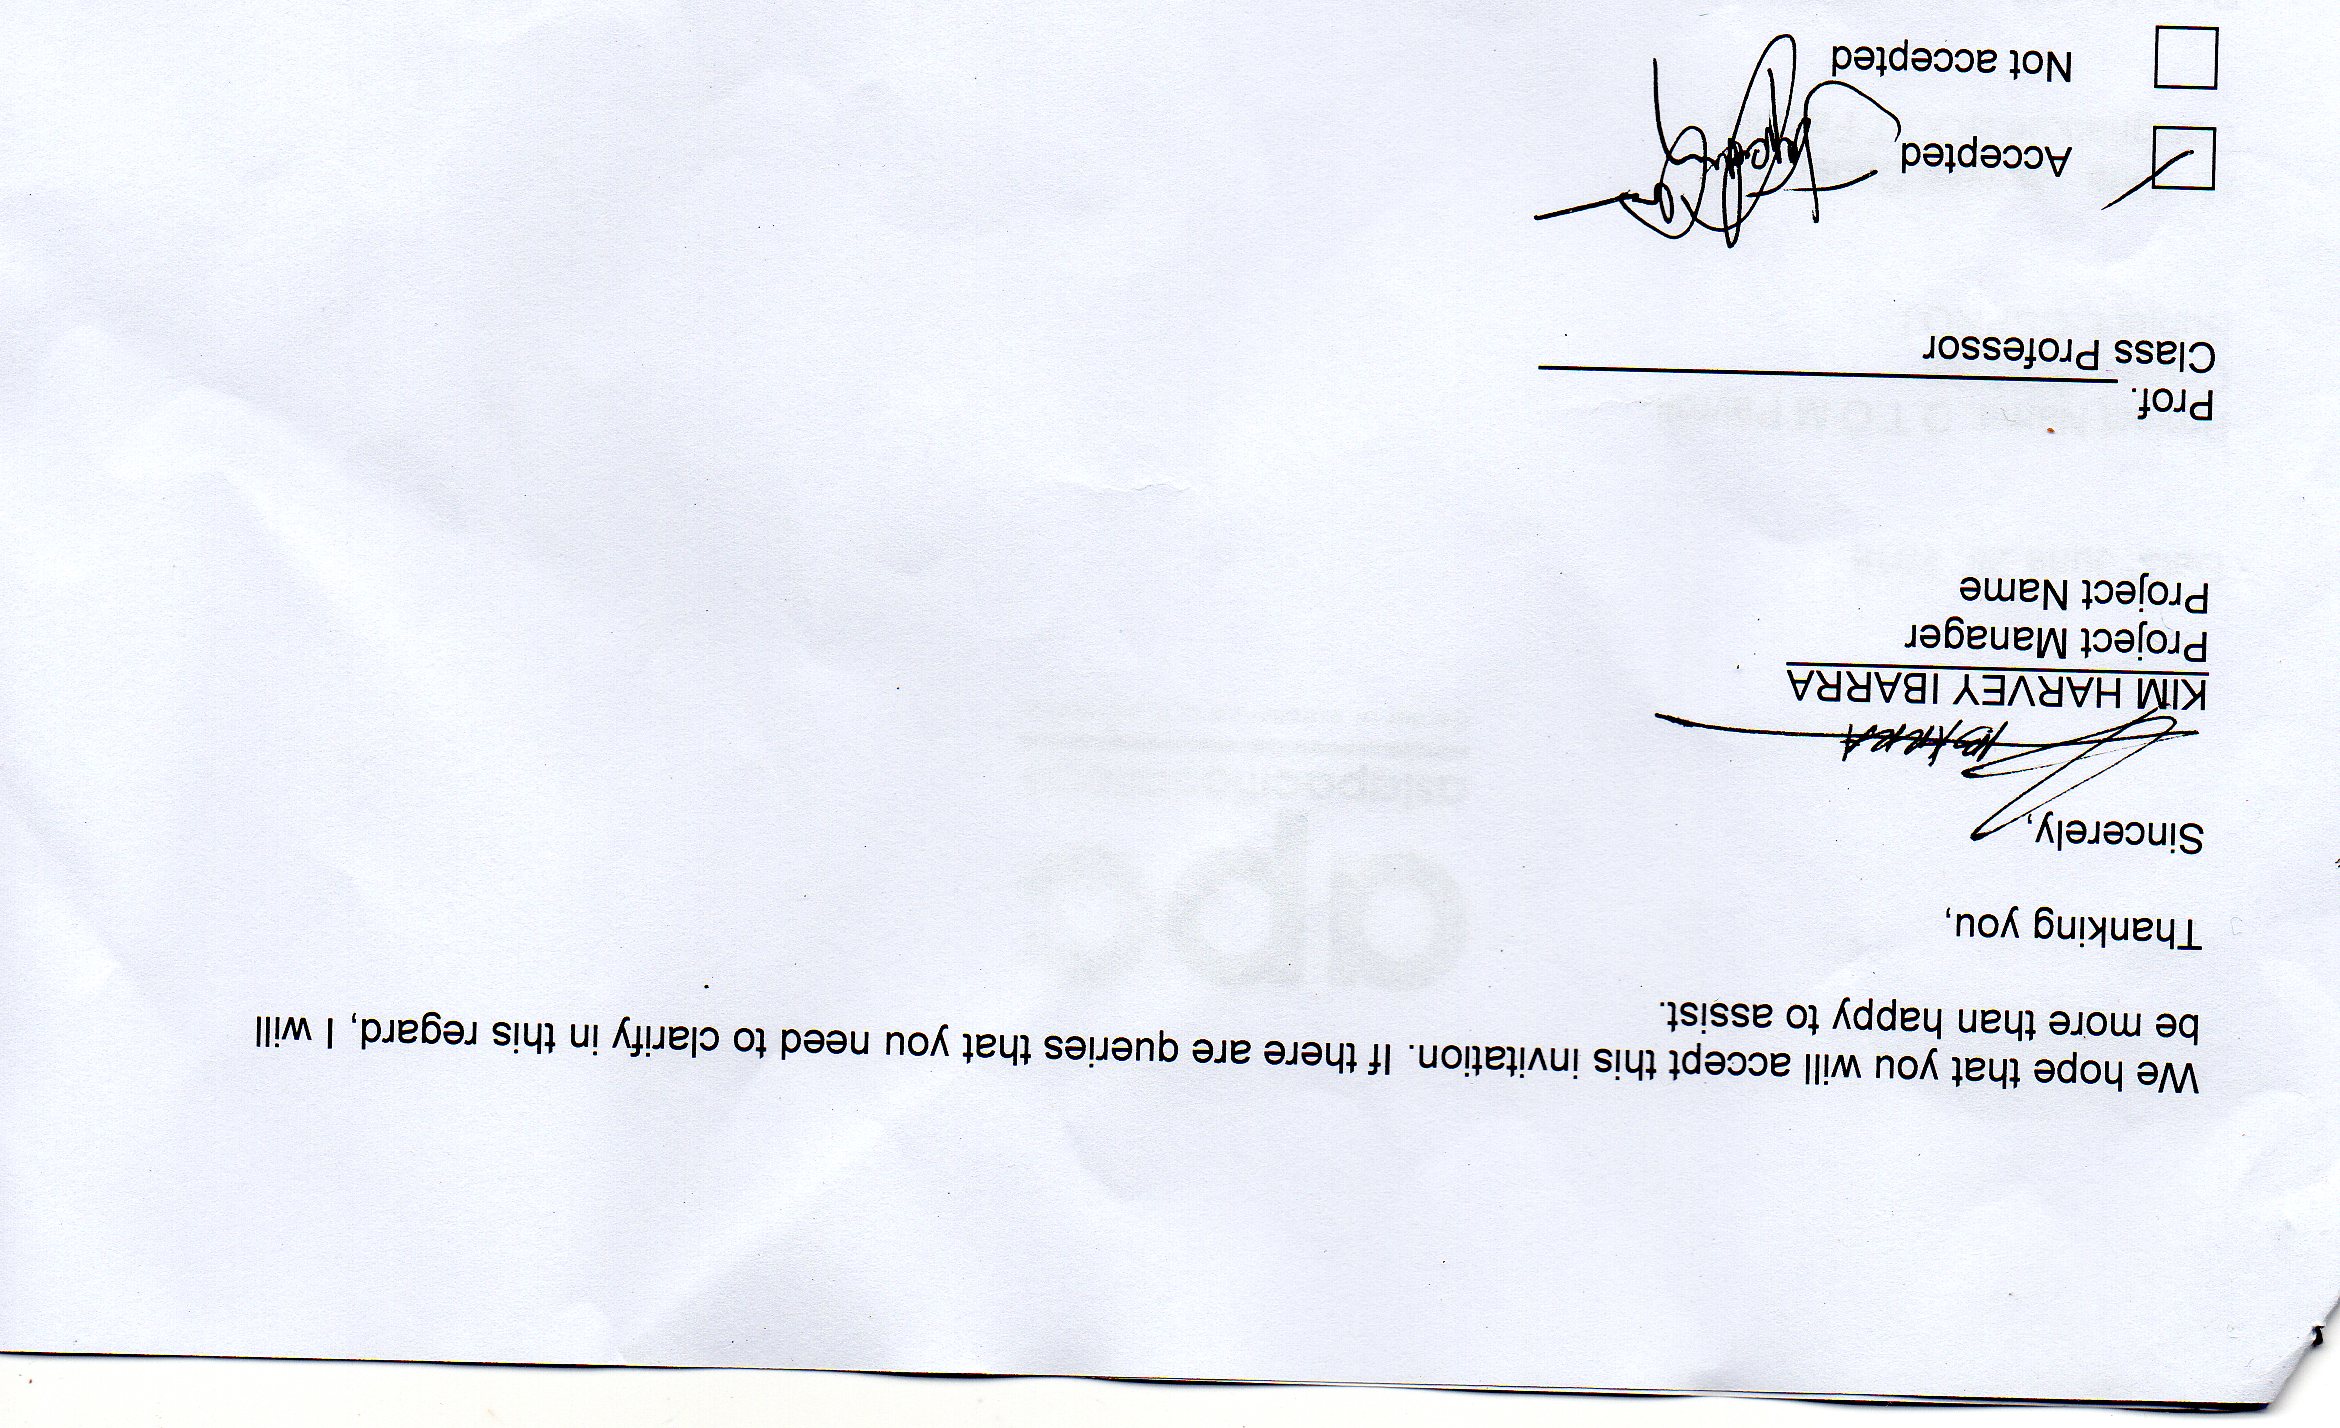 We hope that you will accept this invitation. If there are queries that you need to clarify in this regard, I will
be more than happy to assist.
Thanking you,
Sincerely,
IBARRA
KIM HARVEY IBARRA
Project Manager
Project Name
Prof.
Class Professor
Accepted
Not accepted
apc
asiapacific